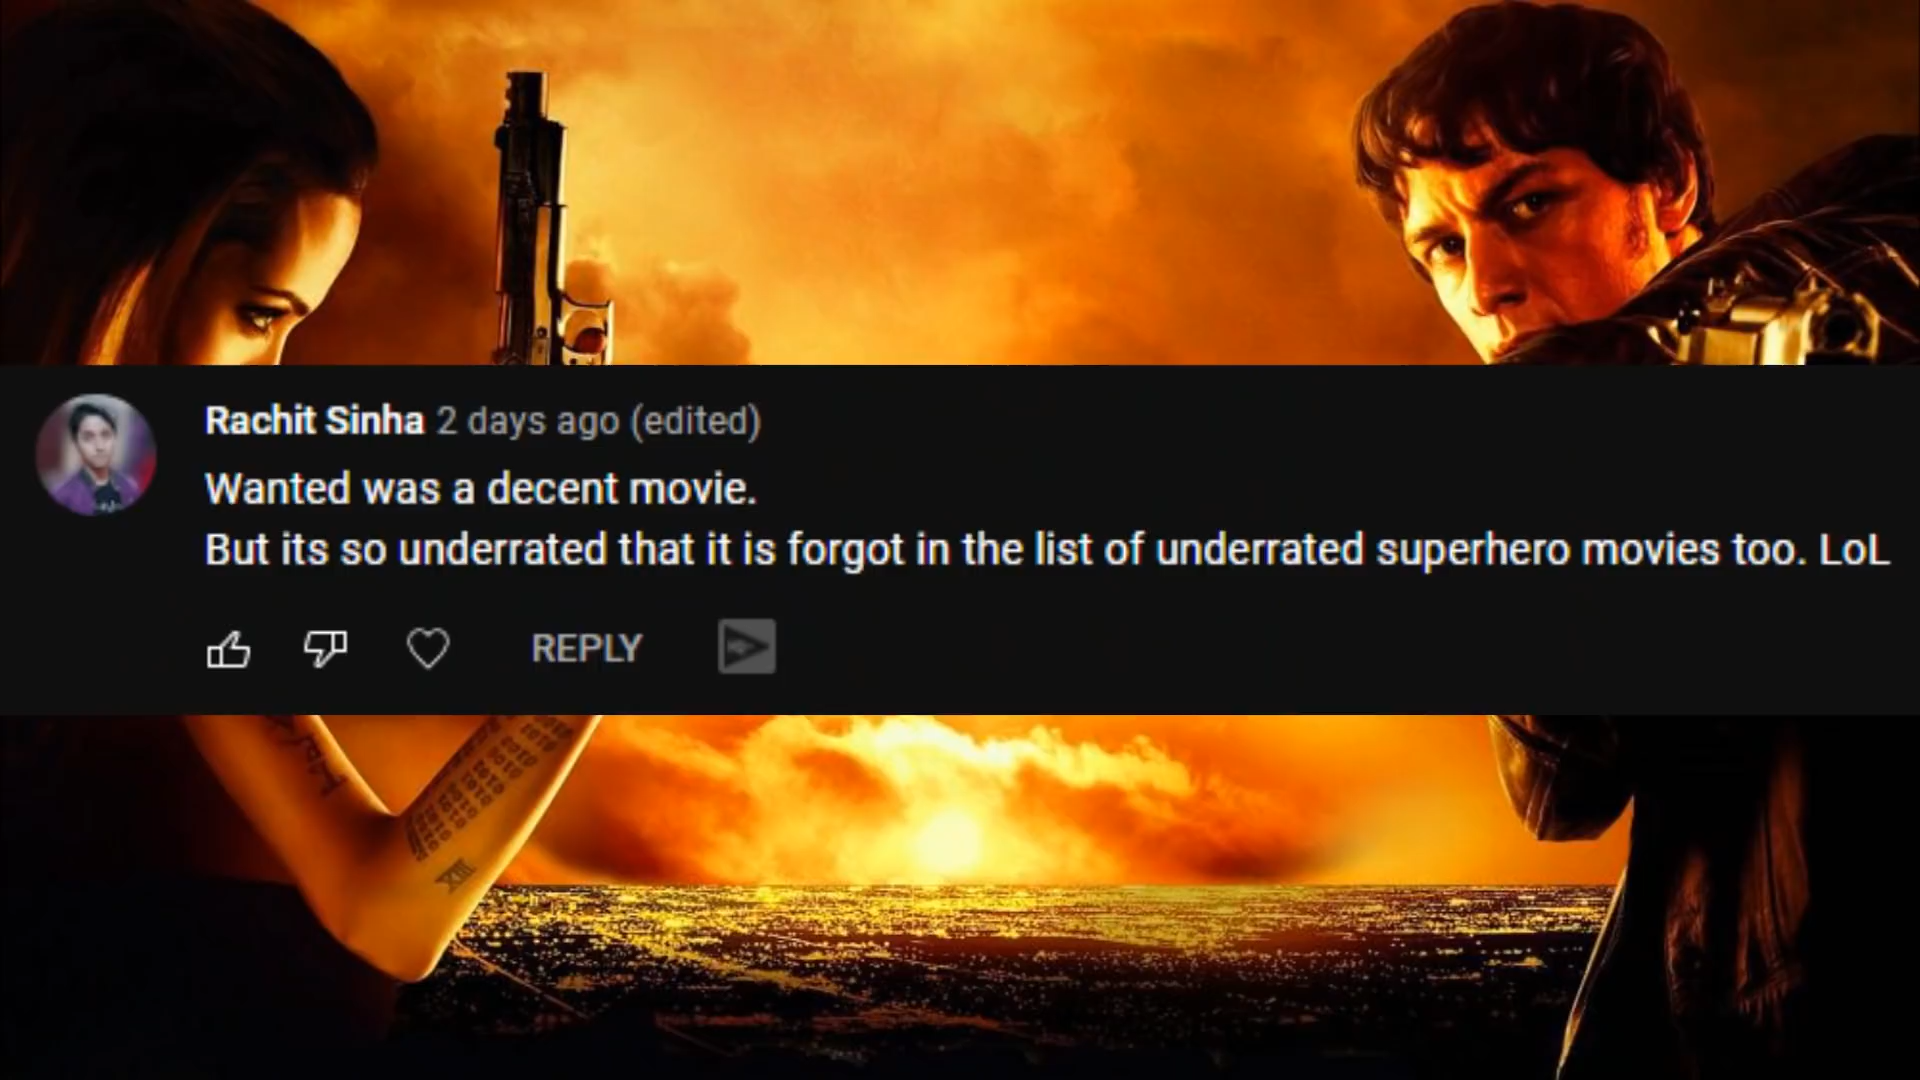 Rachit Sinha 2 days ago (edited)
Wanted was a decent movie.
But its so underrated that it is forgot in the list of underrated superhero movies too. LoL
REPLY
XIII